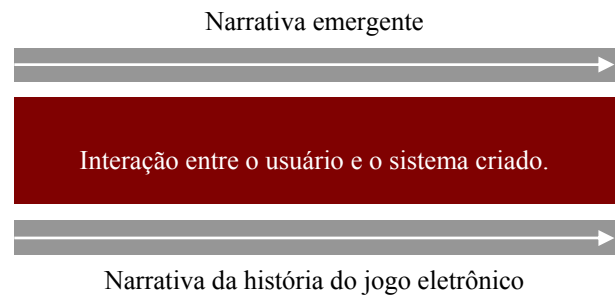 Narrativa emergente
Interação entre o usuário e o sistema criado.
Narrativa da história do jogo eletrônico